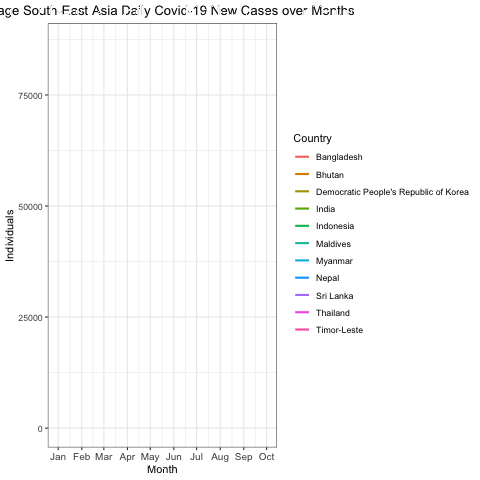 age South East Asia Daily Covid-19 New Cases over Months
Individuals
75000
50000
25000
0
Jan Feb Mar Apr May Jun Jul Aug Sep Oct
Month
Country
Bangladesh
Bhutan
Democratic People's Republic of Korea
India
Indonesia
Maldives
Myanmar
Nepal
Sri Lanka
Thailand
Timor-Leste